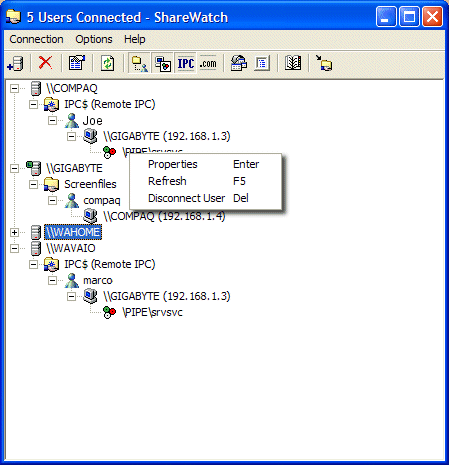 5 Users Connected - ShareWatch
Connection Options Help
IPC .com
\\COMPAQ
IPC$ (Remote IPC)
Joe
\\GIGABYTE (192.168.1.3)
\PIPE\srvsvc
\\GIGABYTE
Screenfiles
compaq
\\COMPAQ (192.168.1.4)
\\WAHOME
\\WAVAIO
IPC$ (Remote IPC)
marco
\\GIGABYTE (192.168.1.3)
\PIPE\srvsvc
Properties Enter
Refresh F5
Disconnect User Del